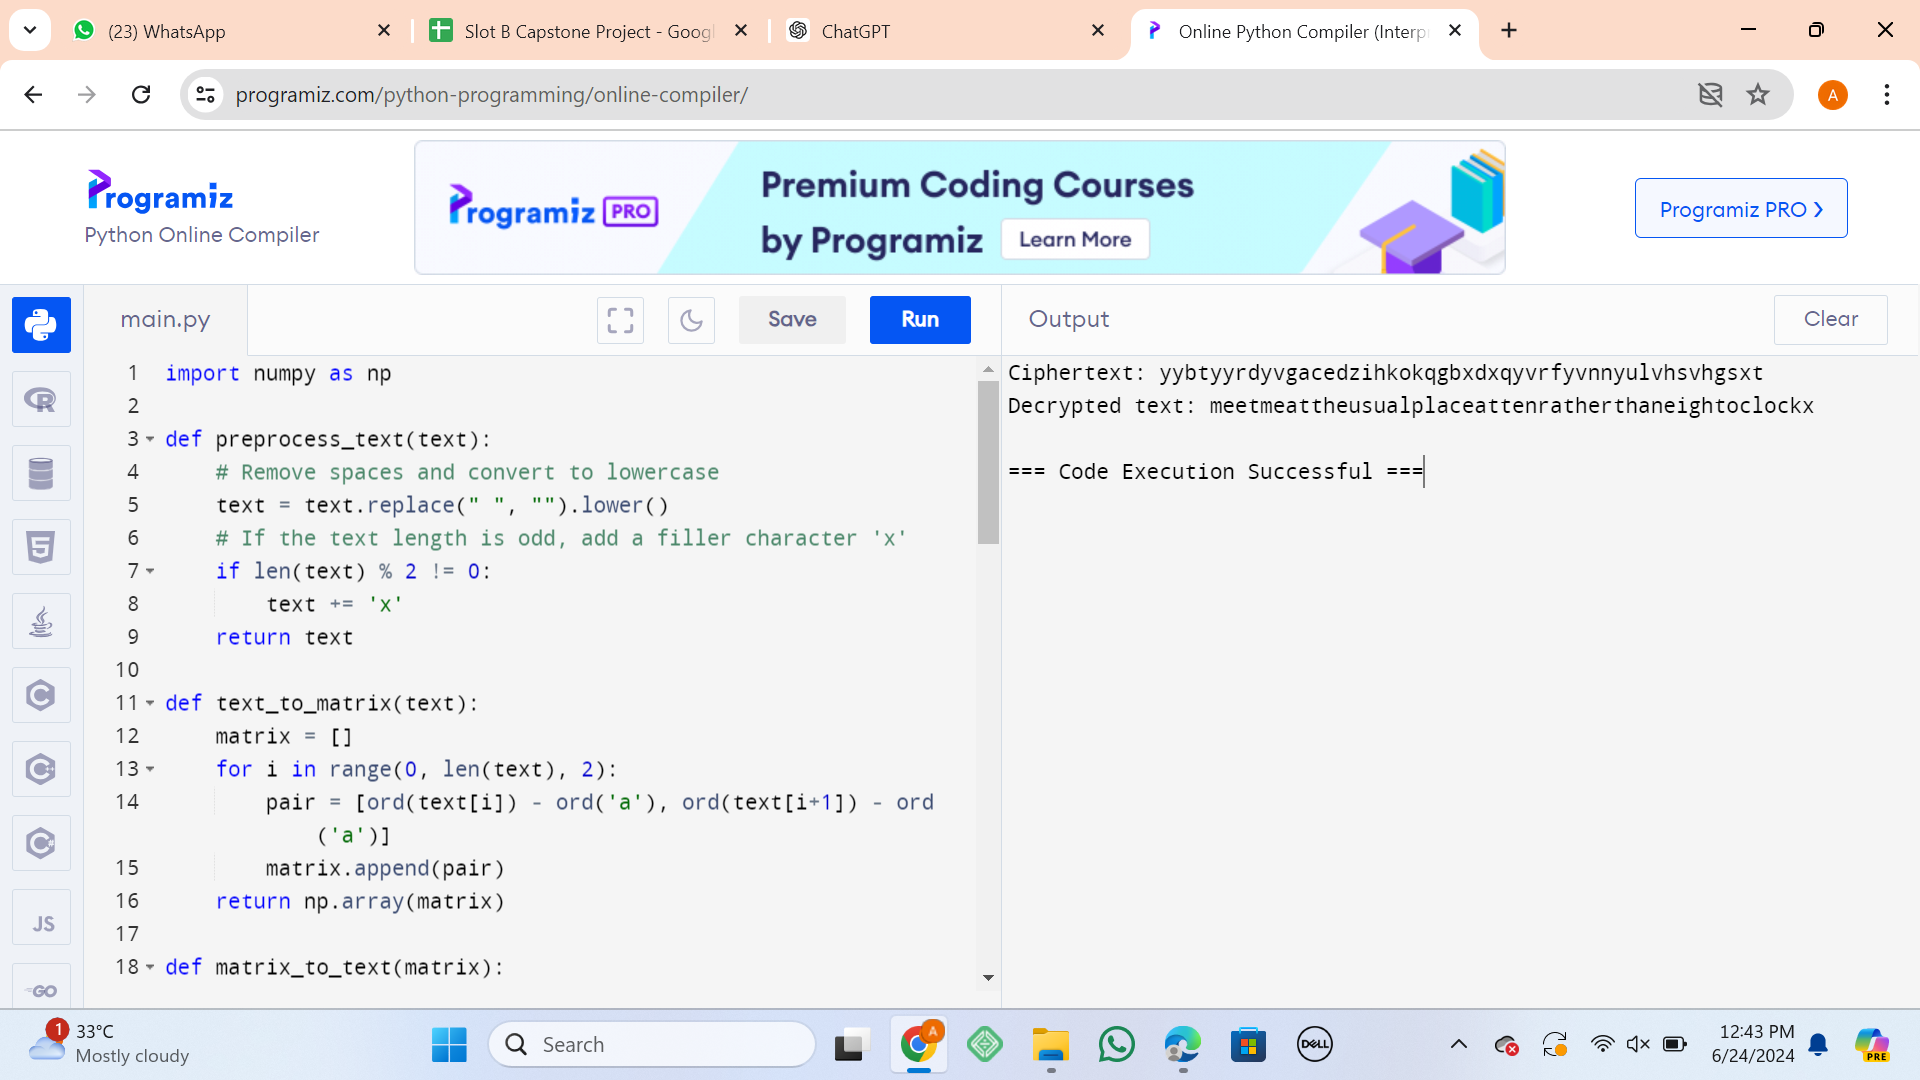 (23) WhatsApp
Slot B Capstone Project - Googl
ChatGPT
Online Python Compiler (Interp
programiz.com/python-programming/online-compiler/
A
Programiz
Python Online Compiler
Programiz PRO
Premium Coding Courses
by Programiz
Learn More
Programiz PRO
main.py
Save
Run
Output
Clear
1 import numpy as np
2
3 def preprocess_text(text):
4 # Remove spaces and convert to lowercase
5 text = text.replace(" ", "").lower()
6 # If the text length is odd, add a filler character 'x'
7 if len(text) % 2 != 0:
8 text += 'x'
9 return text
10
11 def text_to_matrix(text):
12 matrix = []
13 for i in range(0, len(text), 2):
14 pair = [ord(text[i]) - ord('a'), ord(text[i+1]) - ord
('a')]
15 matrix.append(pair)
16 return np.array(matrix)
17
18 def matrix_to_text(matrix):
Ciphertext: yybtyyrdyvgacedzihkokqgbxdxqyvrfyvnnyulvhsvhgsxt
Decrypted text: meetmeattheusualplaceattenratherthaneightoclockx
=== Code Execution Successful ===
R
5
C
C
C#
JS
GO
1
33°C
Mostly cloudy
Search
A
DELL
12:43 PM
6/24/2024
PRE